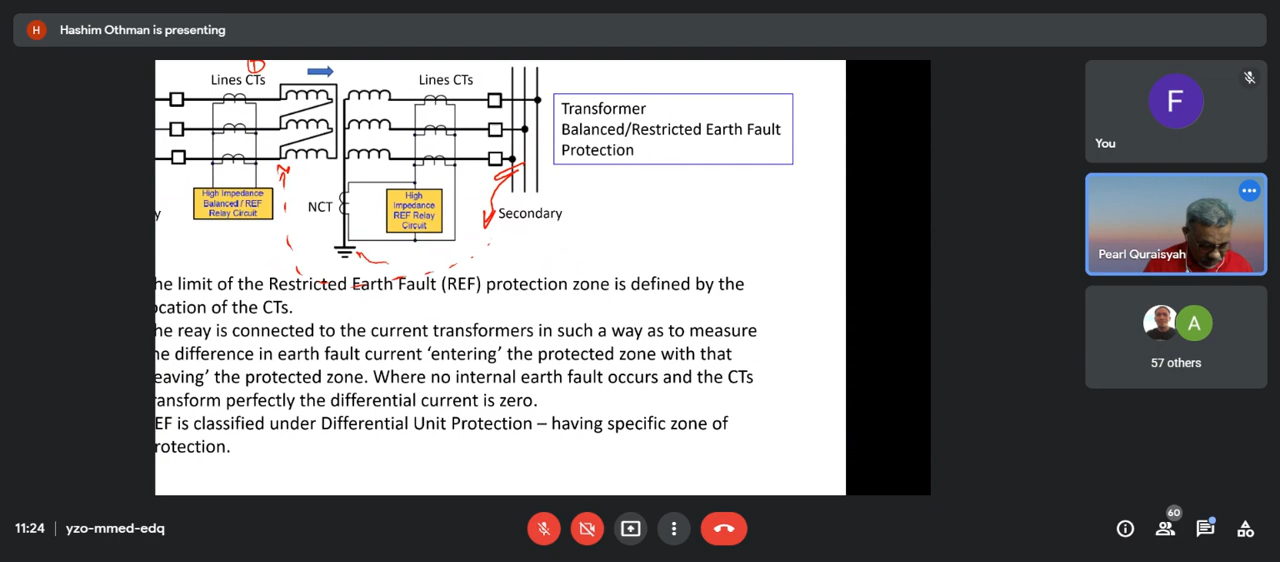 H
Hashim Othman is presenting
Lines CTs
Lines CTs
Transformer
Balanced/Restricted Earth Fault
Protection
High Impedance
Balanced / REF
Relay Circuit
NCT
High
Impedance
REF Relay
Circuit
y
Secondary
he limit of the Restricted Earth Fault (REF) protection zone is defined by the
ocation of the CTs.
he reay is connected to the current transformers in such a way as to measure
he difference in earth fault current ‘entering’ the protected zone with that
eaving’ the protected zone. Where no internal earth fault occurs and the CTs
ransform perfectly the differential current is zero.
EF is classified under Differential Unit Protection – having specific zone of
rotection.
F
You
Pearl Quraisyah
A
57 others
11:24
yzo-mmed-edq
60